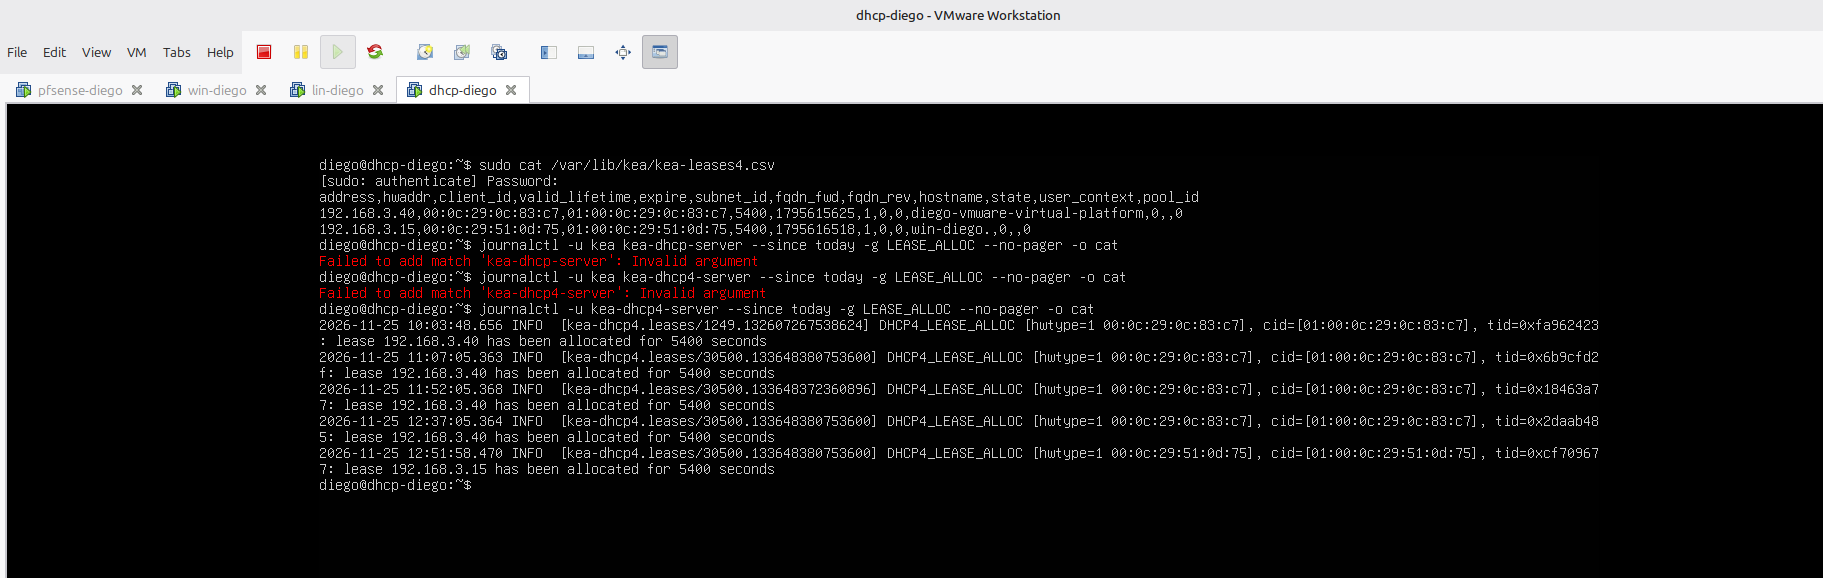 dhcp-diego - VMware Workstation
File Edit View VM Tabs Help
pfsense-diego win-diego lin-diego dhcp-diego
diego@dhcp-diego:~$ sudo cat /var/lib/kea/kea-leases4.csv
[sudo: authenticate] Password:
address,hwaddr,client_id,valid_lifetime,expire,subnet_id,fqdn_fwd,fqdn_rev,hostname,state,user_context,pool_id
192.168.3.40,00:0c:29:0c:83:c7,01:00:0c:29:0c:83:c7,5400,1795615625,1,0,0,diego-vmware-virtual-platform,0,,0
192.168.3.15,00:0c:29:51:0d:75,01:00:0c:29:51:0d:75,5400,1795616518,1,0,0,win-diego.,0,,0
diego@dhcp-diego:~$ journalctl -u kea kea-dhcp-server --since today -g LEASE_ALLOC --no-pager -o cat
Failed to add match 'kea-dhcp-server': Invalid argument
diego@dhcp-diego:~$ journalctl -u kea kea-dhcp4-server --since today -g LEASE_ALLOC --no-pager -o cat
Failed to add match 'kea-dhcp4-server': Invalid argument
diego@dhcp-diego:~$ journalctl -u kea-dhcp4-server --since today -g LEASE_ALLOC --no-pager -o cat
2026-11-25 10:03:48.656 INFO  [kea-dhcp4.leases/1249.132607267538624] DHCP4_LEASE_ALLOC [hwtype=1 00:0c:29:0c:83:c7], cid=[01:00:0c:29:0c:83:c7], tid=0xfa962423
: lease 192.168.3.40 has been allocated for 5400 seconds
2026-11-25 11:07:05.363 INFO  [kea-dhcp4.leases/30500.133648380753600] DHCP4_LEASE_ALLOC [hwtype=1 00:0c:29:0c:83:c7], cid=[01:00:0c:29:0c:83:c7], tid=0x6b9cfd2
f: lease 192.168.3.40 has been allocated for 5400 seconds
2026-11-25 11:52:05.368 INFO  [kea-dhcp4.leases/30500.133648372360896] DHCP4_LEASE_ALLOC [hwtype=1 00:0c:29:0c:83:c7], cid=[01:00:0c:29:0c:83:c7], tid=0x18463a7
7: lease 192.168.3.40 has been allocated for 5400 seconds
2026-11-25 12:37:05.364 INFO  [kea-dhcp4.leases/30500.133648380753600] DHCP4_LEASE_ALLOC [hwtype=1 00:0c:29:0c:83:c7], cid=[01:00:0c:29:0c:83:c7], tid=0x2daab48
5: lease 192.168.3.40 has been allocated for 5400 seconds
2026-11-25 12:51:58.470 INFO  [kea-dhcp4.leases/30500.133648380753600] DHCP4_LEASE_ALLOC [hwtype=1 00:0c:29:51:0d:75], cid=[01:00:0c:29:51:0d:75], tid=0xcf70967
7: lease 192.168.3.15 has been allocated for 5400 seconds
diego@dhcp-diego:~$